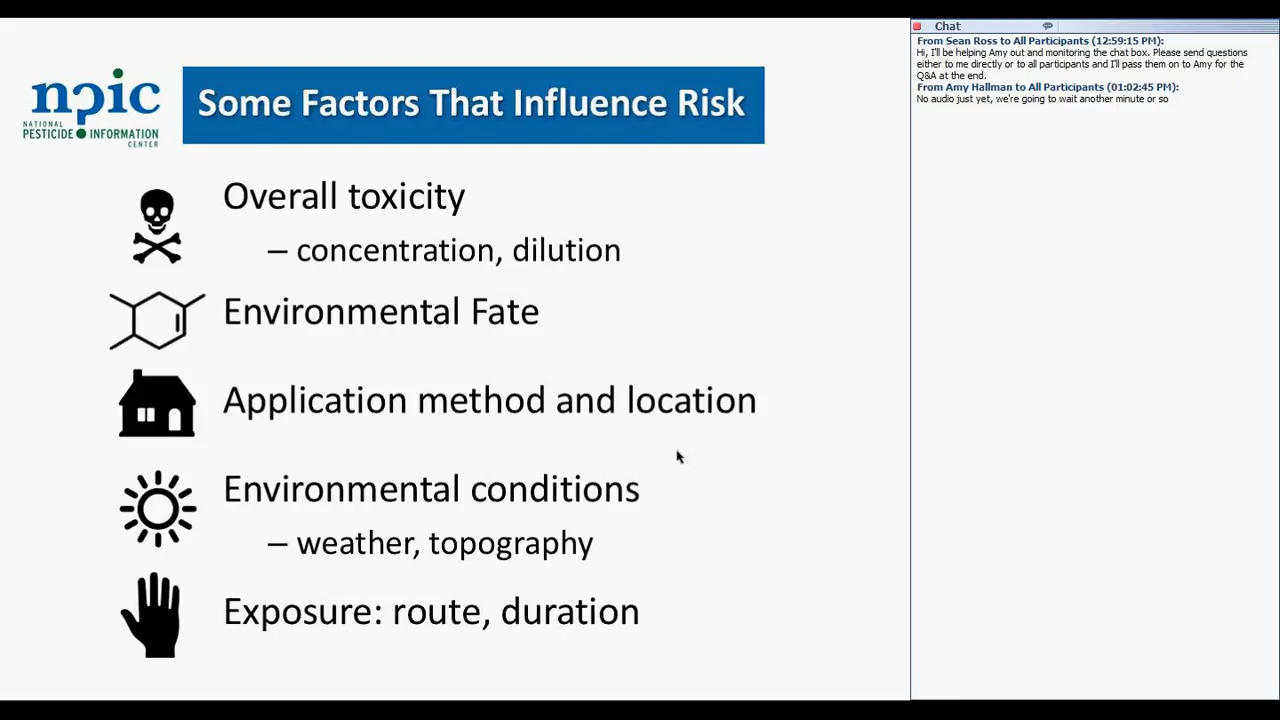 npic
NATIONAL
PESTICIDE INFORMATION
CENTER
Some Factors That Influence Risk
Overall toxicity
– concentration, dilution
Environmental Fate
Application method and location
Environmental conditions
– weather, topography
Exposure: route, duration
Chat
From Sean Ross to All Participants (12:59:15 PM):
Hi, I'll be helping Amy out and monitoring the chat box. Please send questions
either to me directly or to all participants and I'll pass them on to Amy for the
Q&A at the end.
From Amy Hallman to All Participants (01:02:45 PM):
No audio just yet, we're going to wait another minute or so